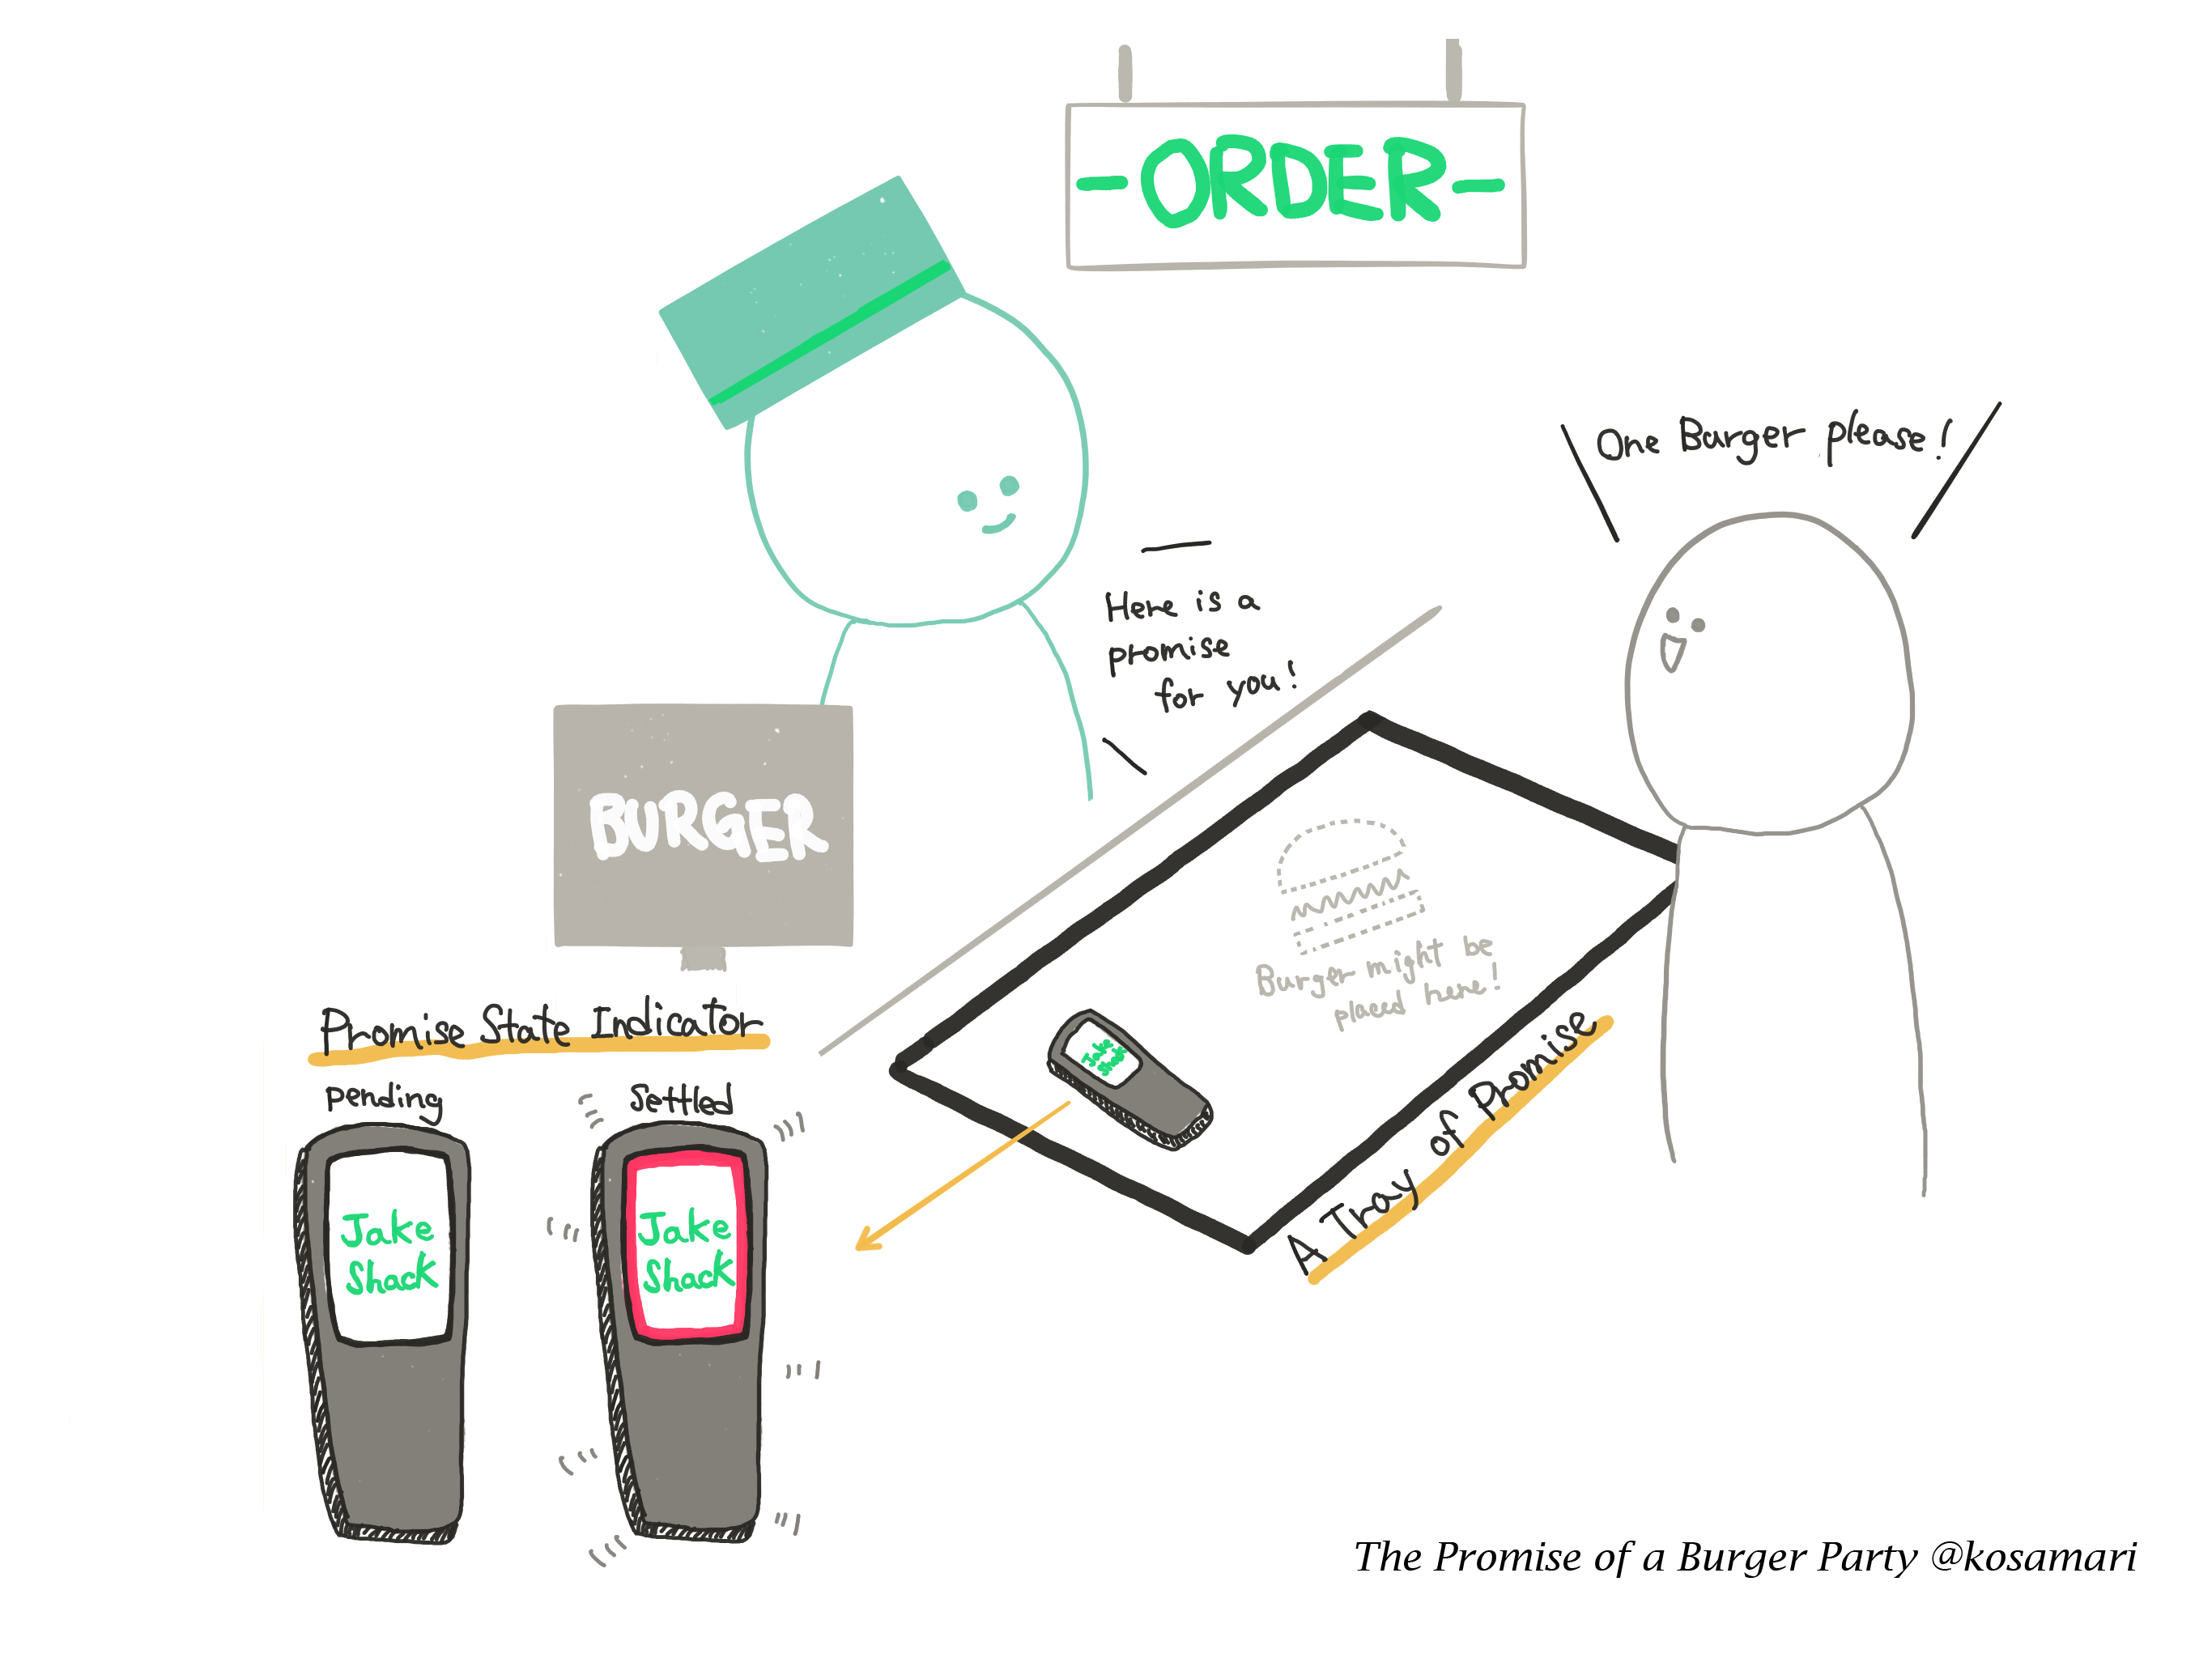 -ORDER-
One Burger please!
Here is a
promise
for you!
BURGER
Burger might be
placed here!
A Tray of Promise
Promise State Indicator
Pending
Settled
Jake
Shack
Jake
Shack
Jake
Shack
The Promise of a Burger Party @kosamari